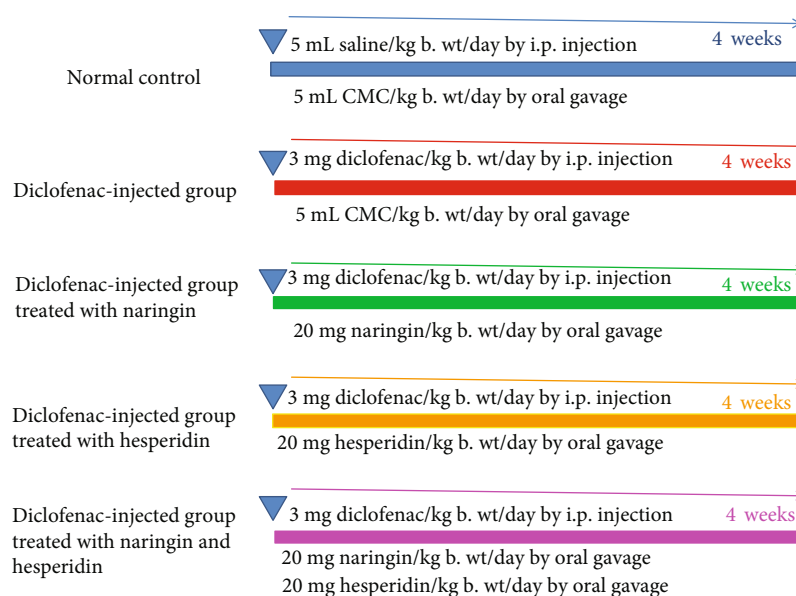 5 mL saline/kg b. wt/day by i.p. injection
4 weeks
Normal control
5 mL CMC/kg b. wt/day by oral gavage
3 mg diclofenac/kg b. wt/day by i.p. injection
4 weeks
Diclofenac-injected group
5 mL CMC/kg b. wt/day by oral gavage
3 mg diclofenac/kg b. wt/day by i.p. injection
4 weeks
Diclofenac-injected group
treated with naringin
20 mg naringin/kg b. wt/day by oral gavage
3 mg diclofenac/kg b. wt/day by i.p. injection
4 weeks
Diclofenac-injected group
treated with hesperidin
20 mg hesperidin/kg b. wt/day by oral gavage
3 mg diclofenac/kg b. wt/day by i.p. injection
4 weeks
Diclofenac-injected group
treated with naringin and
hesperidin
20 mg naringin/kg b. wt/day by oral gavage
20 mg hesperidin/kg b. wt/day by oral gavage